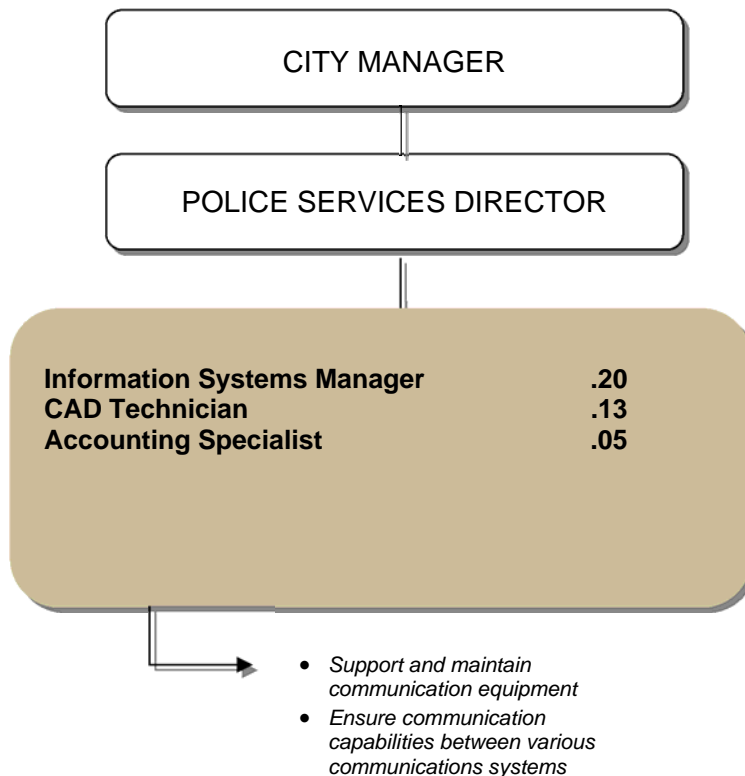 CITY MANAGER
POLICE SERVICES DIRECTOR
Information Systems Manager .20
CAD Technician .13
Accounting Specialist .05
• Support and maintain
communication equipment
• Ensure communication
capabilities between various
communications systems